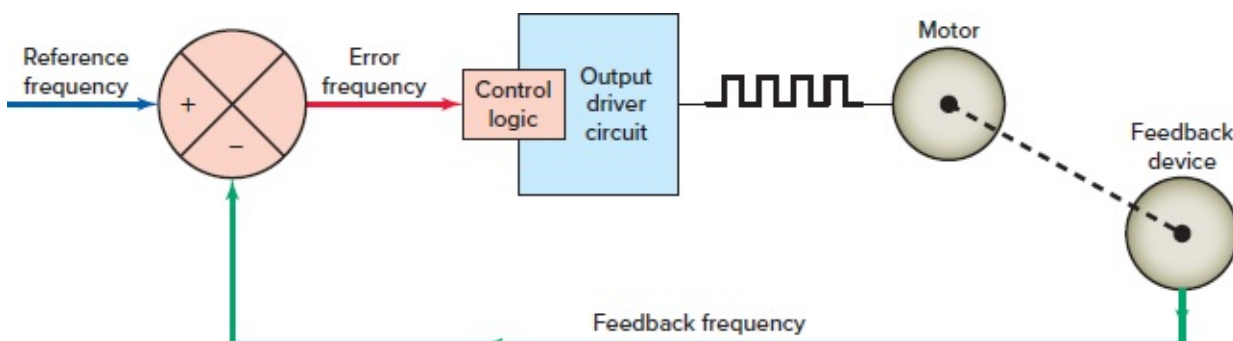 Reference
frequency
+
−
Error
frequency
Control
logic
Output
driver
circuit
Motor
Feedback
device
Feedback frequency